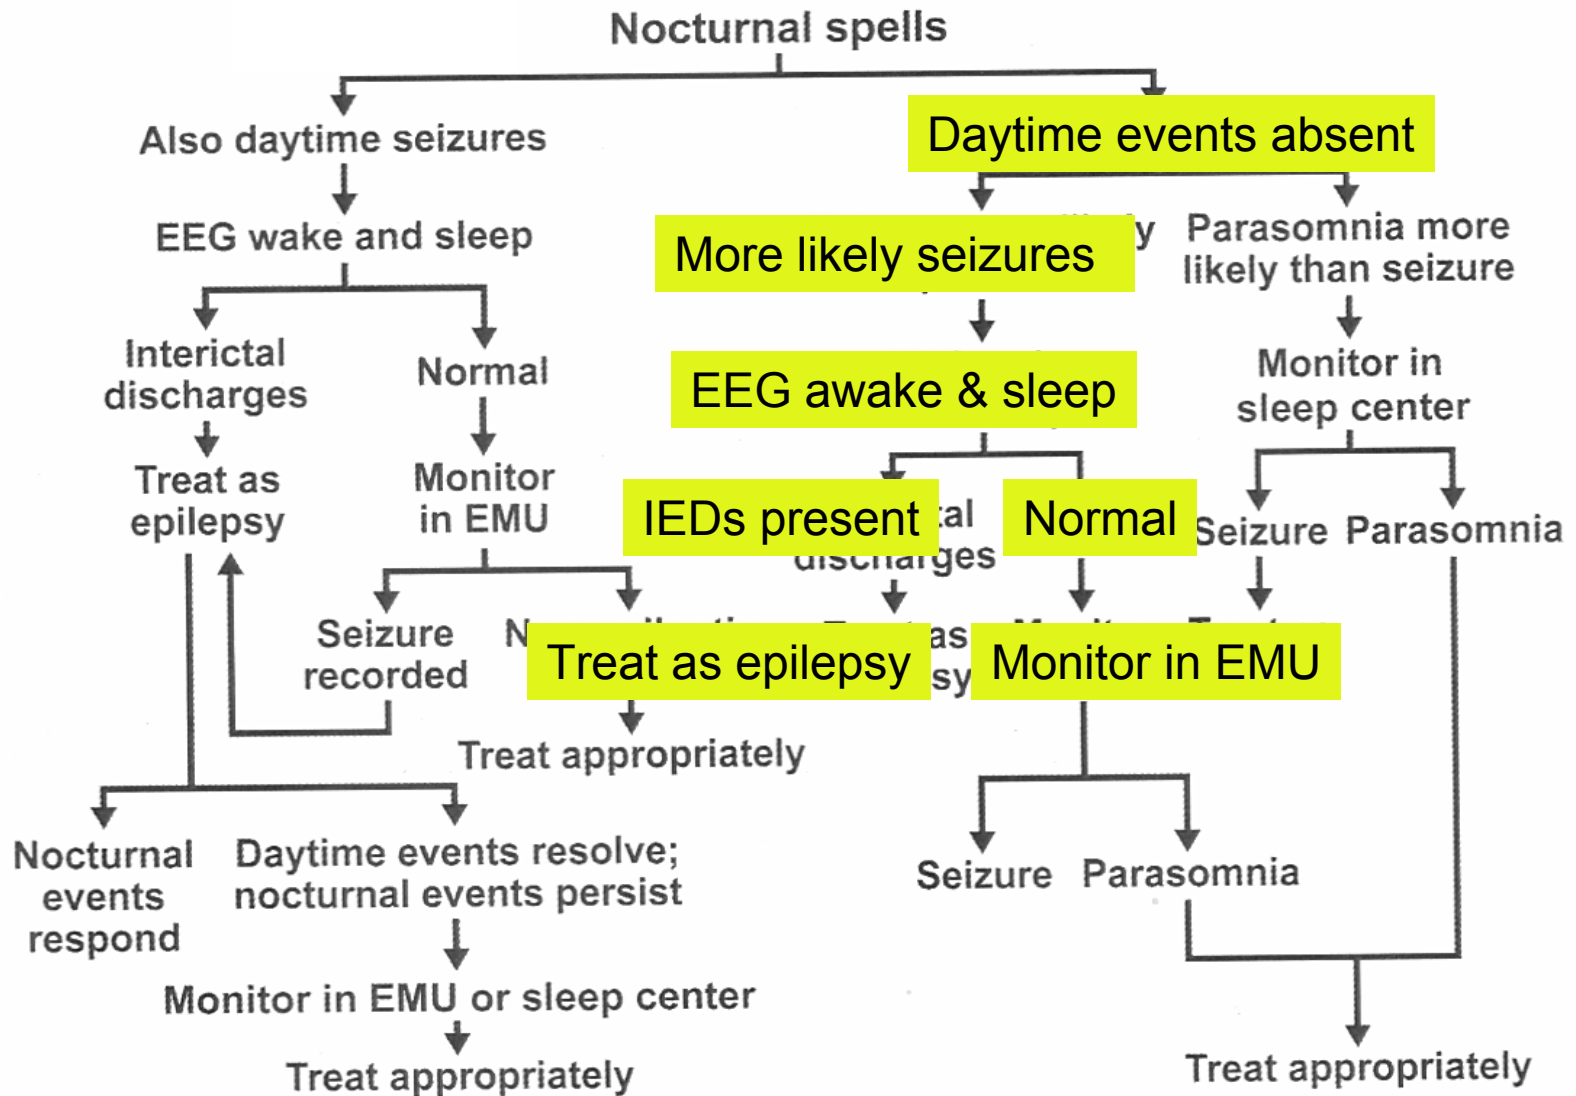 Nocturnal spells
Also daytime seizures
Daytime events absent
EEG wake and sleep
More likely seizures
Parasomnia more
likely than seizure
Interictal
discharges
Normal
EEG awake & sleep
Monitor in
sleep center
Treat as
epilepsy
Monitor
in EMU
IEDs present
discharges
Normal
Seizure
Parasomnia
Seizure
recorded
Treat as epilepsy
as
Monitor in EMU
Treat appropriately
Nocturnal
events
respond
Daytime events resolve;
nocturnal events persist
Seizure
Parasomnia
Monitor in EMU or sleep center
Treat appropriately
Treat appropriately